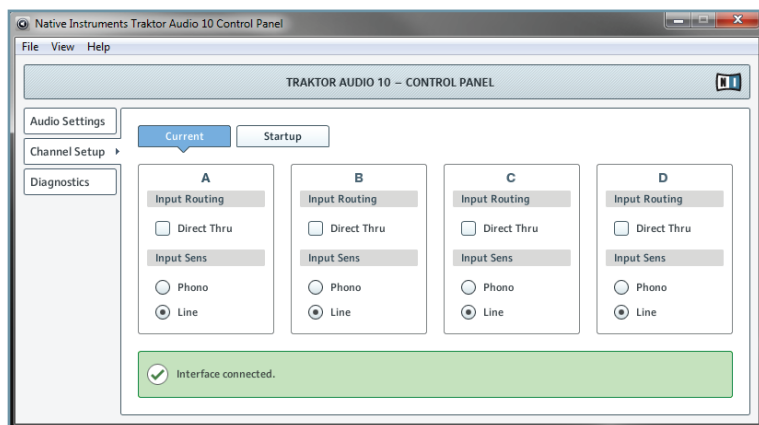 Native Instruments Traktor Audio 10 Control Panel
File View Help
TRAKTOR AUDIO 10 – CONTROL PANEL
NI
Audio Settings
Channel Setup
Diagnostics
Current Startup
A B C D
Input Routing Input Routing Input Routing Input Routing
Direct Thru Direct Thru Direct Thru Direct Thru
Input Sens Input Sens Input Sens Input Sens
Phono Phono Phono Phono
Line Line Line Line
Interface connected.